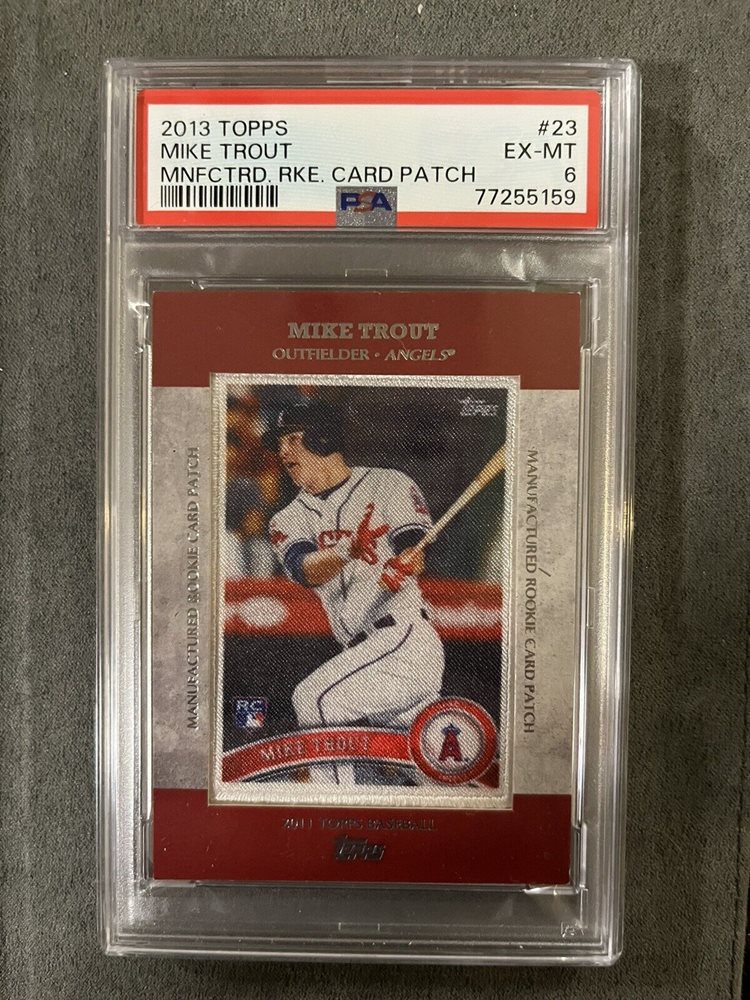 2013 TOPPS #23
MIKE TROUT EX-MT
MNFCTRD. RKE. CARD PATCH 6
PSA 77255159
MIKE TROUT
OUTFIELDER • ANGELS®
MANUFACTURED ROOKIE CARD PATCH
Topps
MANUFACTURED ROOKIE CARD PATCH
RC
MIKE TROUT
A
2011 TOPPS BASEBALL
Topps